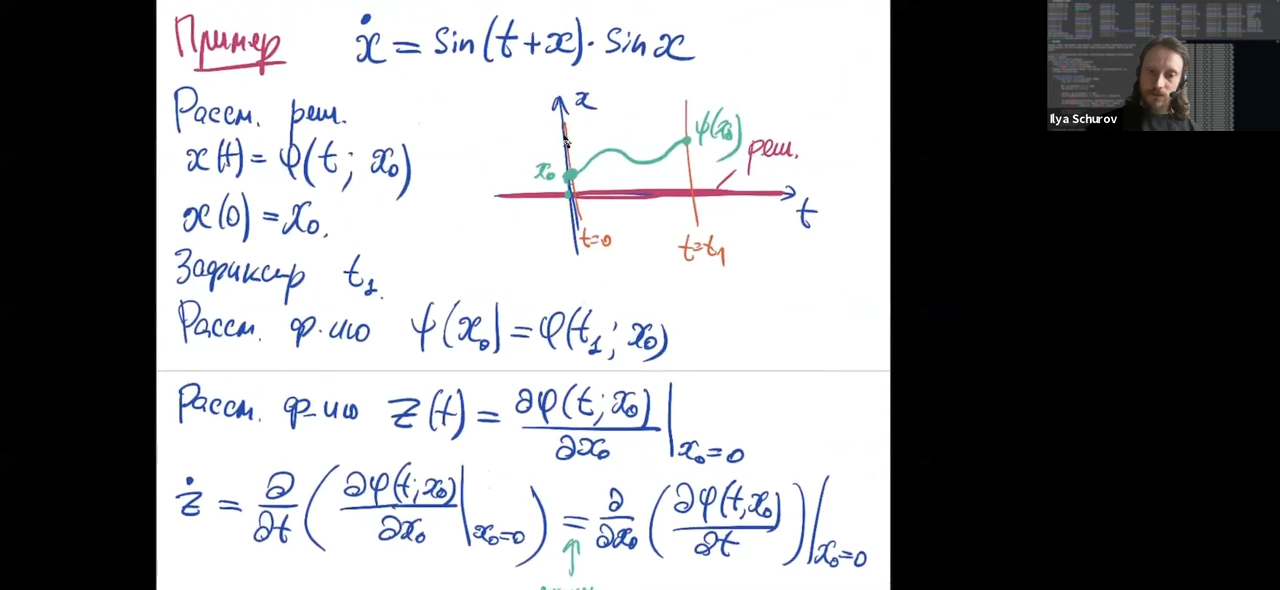 Пример ẋ = sin(t+x)·sin x
Рассм. реш.
x(t) = φ(t; x₀)
x(0) = x₀.
Зафиксир t₁.
Рассм. ф-ию ψ(x₀) = φ(t₁; x₀)
x
x₀
ψ(x₀)
реш.
t
t=0
t=t₁
Рассм. ф-ию z(t) = ∂φ(t; x₀)/∂x₀ |x₀=0
ż = ∂/∂t (∂φ(t; x₀)/∂x₀ |x₀=0) = ∂/∂x₀ (∂φ(t, x₀)/∂t) |x₀=0
Ilya Schurov